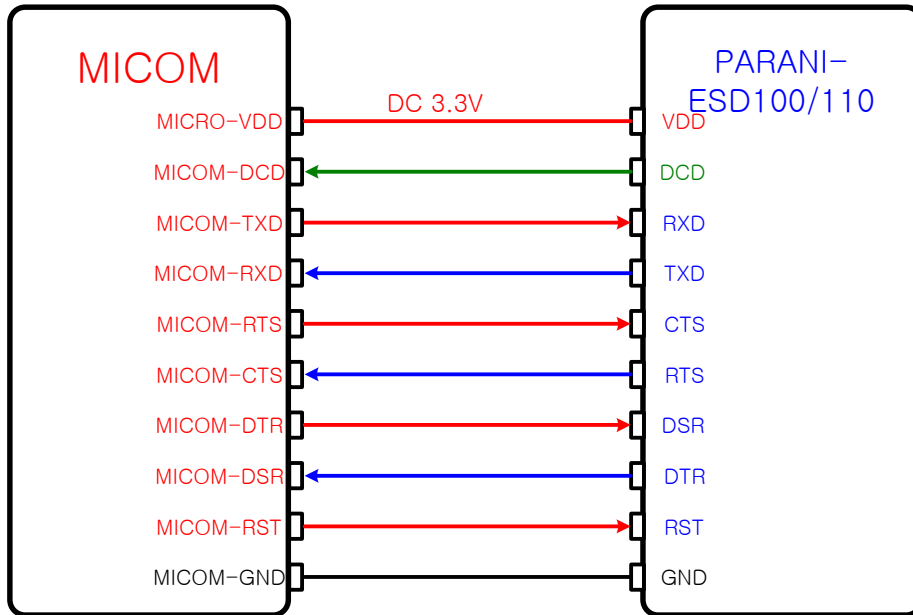 MICOM
PARANI-
ESD100/110
DC 3.3V
MICRO-VDD
VDD
MICOM-DCD
DCD
MICOM-TXD
RXD
MICOM-RXD
TXD
MICOM-RTS
CTS
MICOM-CTS
RTS
MICOM-DTR
DSR
MICOM-DSR
DTR
MICOM-RST
RST
MICOM-GND
GND